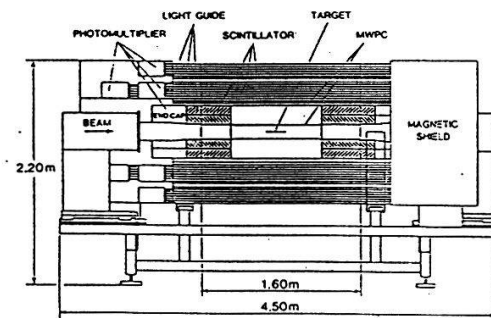 LIGHT GUIDE
TARGET
PHOTOMULTIPLIER
SCINTILLATOR
MWPC
END CAP
BEAM
MAGNETIC
SHIELD
2.20m
1.60m
4.50m